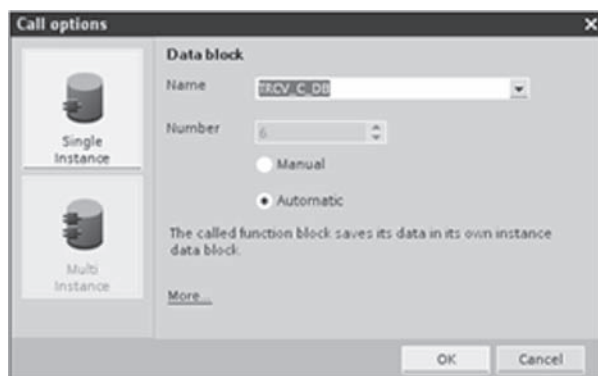 Call options
Data block
Name
TRCV_C_DB
Number
6
Manual
Automatic
Single
Instance
The called function block saves its data in its own instance
data block.
Multi
Instance
More...
OK
Cancel